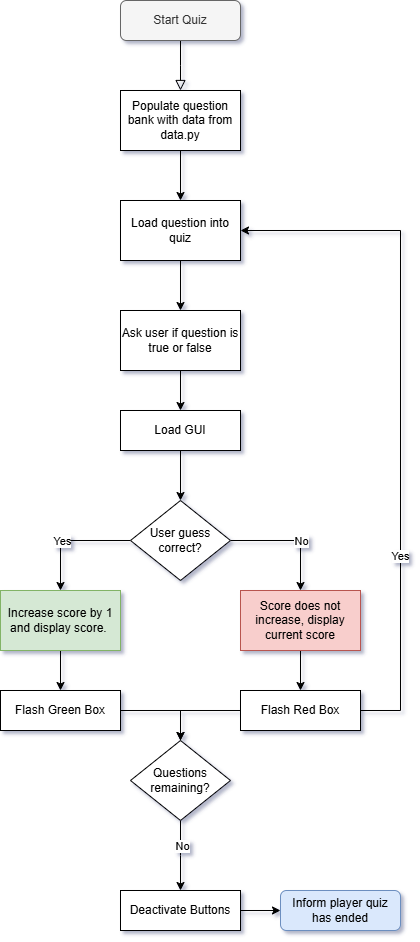 Start Quiz
Populate question
bank with data from
data.py
Load question into
quiz
Ask user if question is
true or false
Load GUI
User guess
correct?
Yes
No
Increase score by 1
and display score.
Score does not
increase, display
current score
Yes
Flash Green Box
Flash Red Box
Questions
remaining?
No
Deactivate Buttons
Inform player quiz
has ended